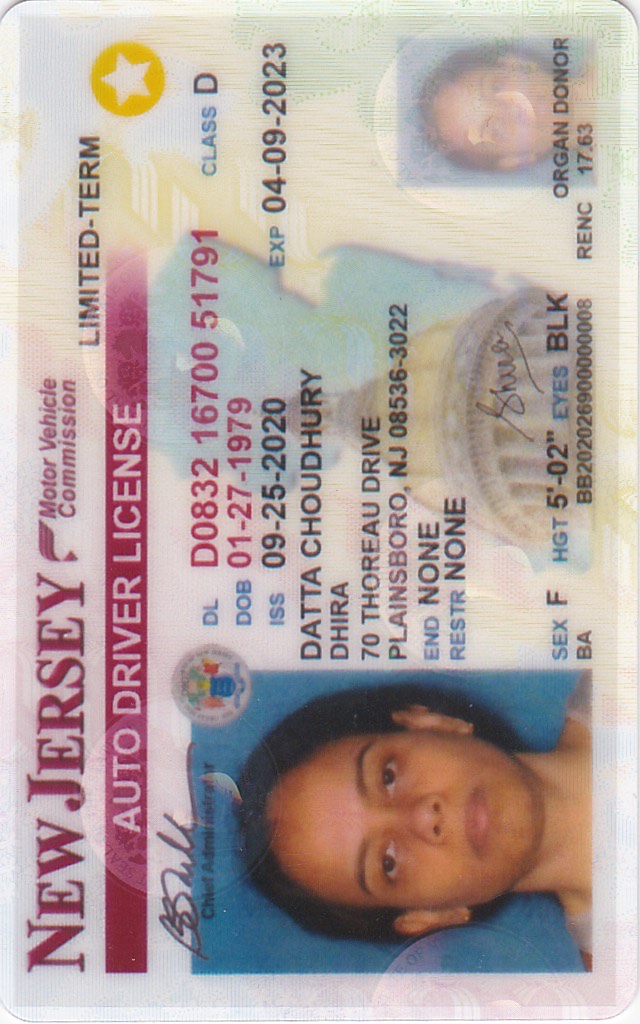 NEW JERSEY
Motor Vehicle
Commission
LIMITED-TERM
AUTO DRIVER LICENSE
DL D0832 16700 51791 CLASS D
DOB 01-27-1979
ISS 09-25-2020 EXP 04-09-2023
DATTA CHOUDHURY
DHIRA
70 THOREAU DRIVE
PLAINSBORO, NJ 08536-3022
END NONE
RESTR NONE
Chief Administrator
ORGAN DONOR
SEX F HGT 5'-02" EYES BLK RENC 17.63
BA BB202026900000008